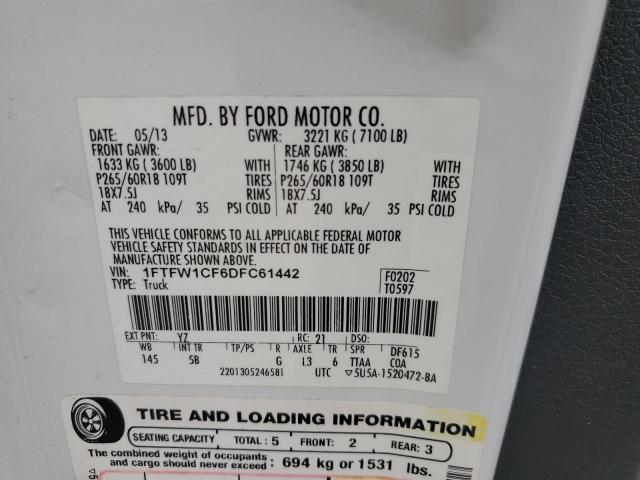 MFD. BY FORD MOTOR CO.
DATE: 05/13 GVWR: 3221 KG ( 7100 LB)
FRONT GAWR: REAR GAWR:
1633 KG ( 3600 LB) WITH 1746 KG ( 3850 LB) WITH
P265/60R18 109T TIRES P265/60R18 109T TIRES
18X7.5J RIMS 18X7.5J RIMS
AT 240 kPa/ 35 PSI COLD AT 240 kPa/ 35 PSI COLD
THIS VEHICLE CONFORMS TO ALL APPLICABLE FEDERAL MOTOR
VEHICLE SAFETY STANDARDS IN EFFECT ON THE DATE OF
MANUFACTURE SHOWN ABOVE.
VIN: 1FTFW1CF6DFC61442 F0202
TYPE: Truck T0597
EXT PNT: YZ RC: 21 DSO:
WB INT TR TP/PS R AXLE TR SPR DF615
145 5B G L3 6 TTAA COA
2201305246581 UTC ▽5U5A-1520472-BA
TIRE AND LOADING INFORMATION
SEATING CAPACITY TOTAL: 5 FRONT: 2 REAR: 3
The combined weight of occupants
and cargo should never exceed: 694 kg or 1531 lbs.